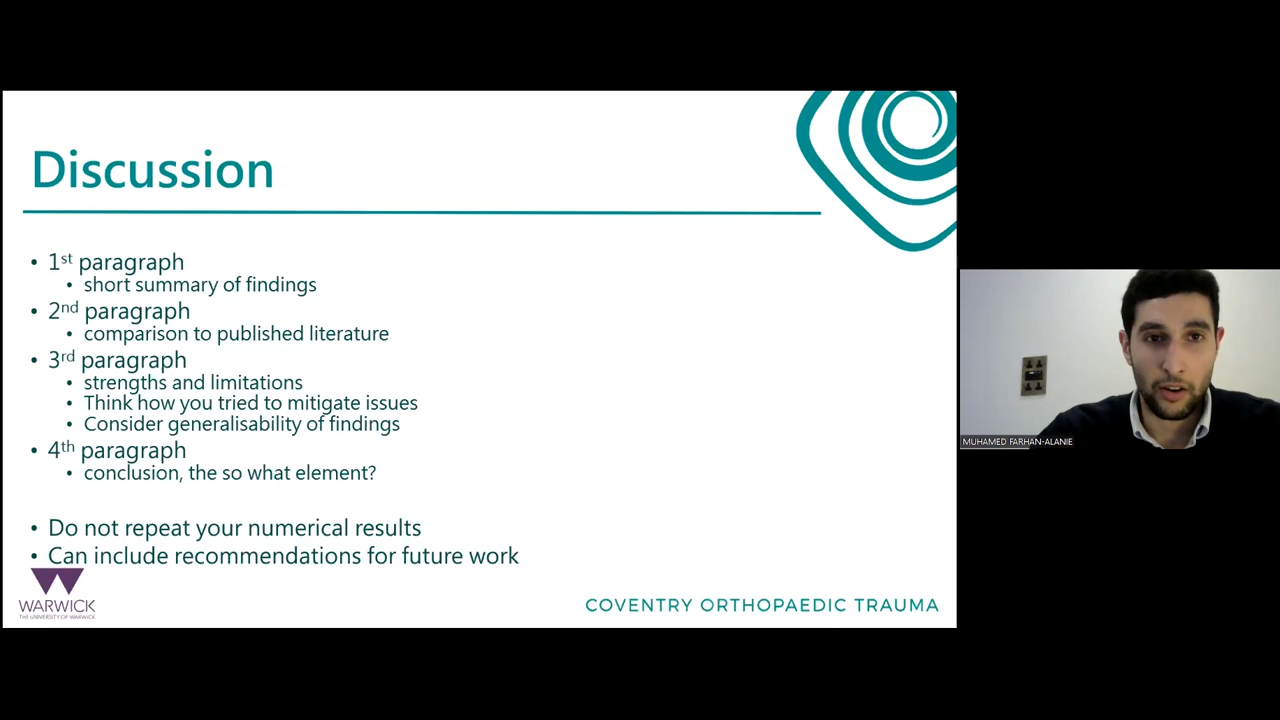 Discussion
• 1st paragraph
• short summary of findings
• 2nd paragraph
• comparison to published literature
• 3rd paragraph
• strengths and limitations
• Think how you tried to mitigate issues
• Consider generalisability of findings
• 4th paragraph
• conclusion, the so what element?
• Do not repeat your numerical results
• Can include recommendations for future work
WARWICK
THE UNIVERSITY OF WARWICK
COVENTRY ORTHOPAEDIC TRAUMA
MUHAMED FARHAN-ALANIE